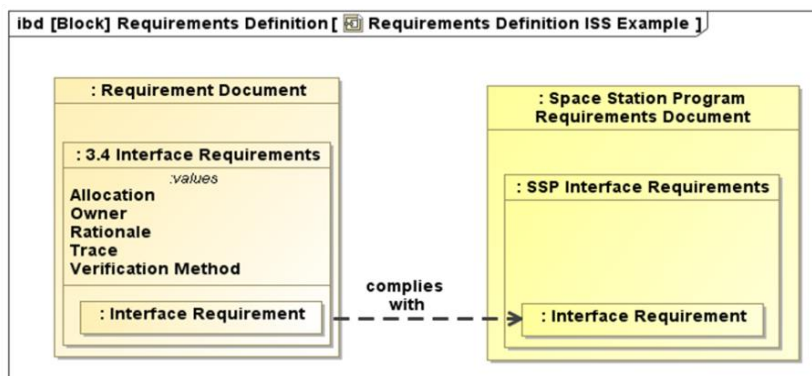 ibd [Block] Requirements Definition [ Requirements Definition ISS Example ]
: Requirement Document
: 3.4 Interface Requirements
:values
Allocation
Owner
Rationale
Trace
Verification Method
: Interface Requirement
complies
with
: Space Station Program
Requirements Document
: SSP Interface Requirements
: Interface Requirement